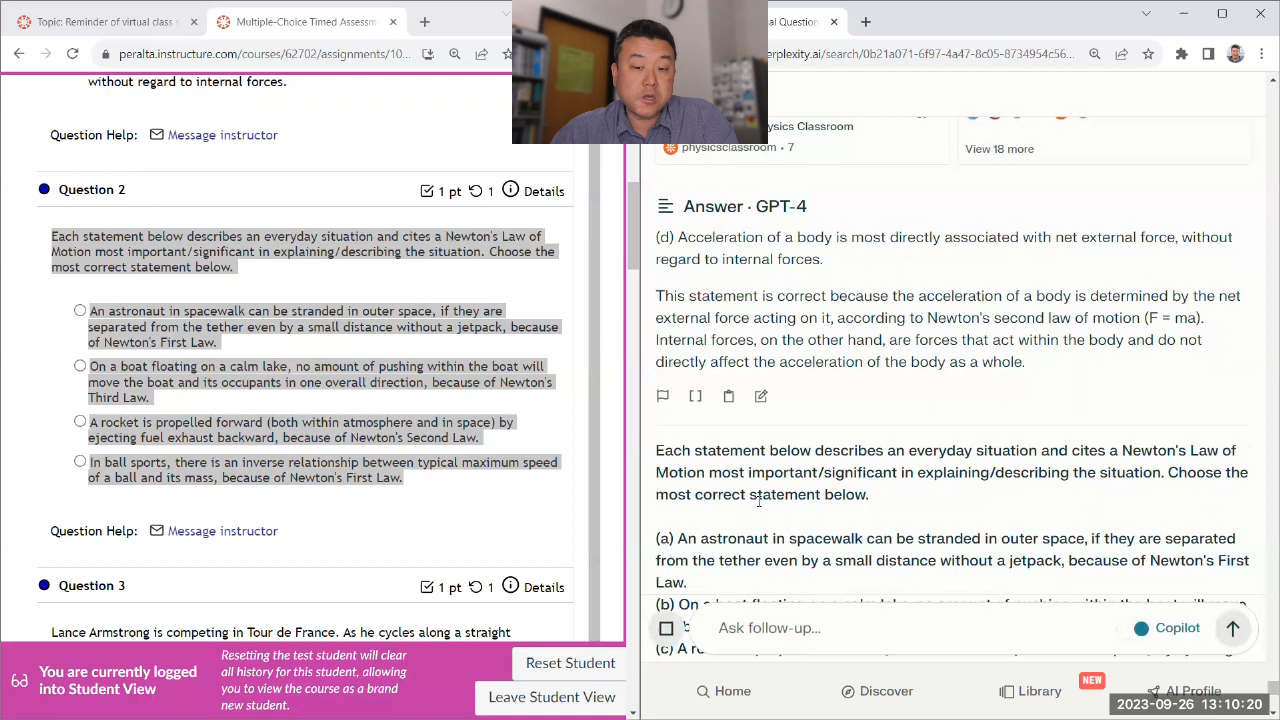 Topic: Reminder of virtual class
Multiple-Choice Timed Assessm
al Question
peralta.instructure.com/courses/62702/assignments/10...
erplexity.ai/search/0b21a071-6f97-4a47-8c05-8734954c56...
without regard to internal forces.
Question Help: Message instructor
Question 2
1 pt 1 Details
Each statement below describes an everyday situation and cites a Newton's Law of
Motion most important/significant in explaining/describing the situation. Choose the
most correct statement below.
An astronaut in spacewalk can be stranded in outer space, if they are
separated from the tether even by a small distance without a jetpack, because
of Newton's First Law.
On a boat floating on a calm lake, no amount of pushing within the boat will
move the boat and its occupants in one overall direction, because of Newton's
Third Law.
A rocket is propelled forward (both within atmosphere and in space) by
ejecting fuel exhaust backward, because of Newton's Second Law.
In ball sports, there is an inverse relationship between typical maximum speed
of a ball and its mass, because of Newton's First Law.
Question Help: Message instructor
Question 3
1 pt 1 Details
Lance Armstrong is competing in Tour de France. As he cycles along a straight
You are currently logged
into Student View
Resetting the test student will clear
all history for this student, allowing
you to view the course as a brand
new student.
Reset Student
Leave Student View
ysics Classroom
physicsclassroom • 7
View 18 more
Answer · GPT-4
(d) Acceleration of a body is most directly associated with net external force, without
regard to internal forces.
This statement is correct because the acceleration of a body is determined by the net
external force acting on it, according to Newton's second law of motion (F = ma).
Internal forces, on the other hand, are forces that act within the body and do not
directly affect the acceleration of the body as a whole.
Each statement below describes an everyday situation and cites a Newton's Law of
Motion most important/significant in explaining/describing the situation. Choose the
most correct statement below.
(a) An astronaut in spacewalk can be stranded in outer space, if they are separated
from the tether even by a small distance without a jetpack, because of Newton's First
Law.
(b) On
Ask follow-up...
Copilot
(c) A
Home
Discover
Library
NEW
AI Profile
2023-09-26 13:10:20